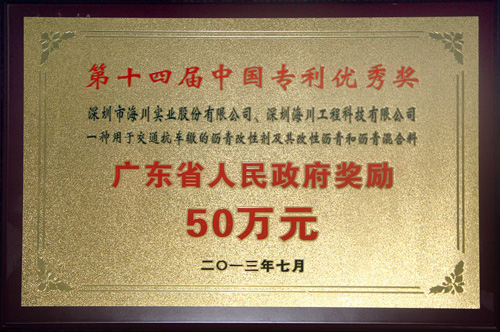 第十四届中国专利优秀奖
深圳市海川实业股份有限公司、深圳海川工程科技有限公司
一种用于交通抗车辙的沥青改性剂及其改性沥青和沥青混合料
广东省人民政府奖励
50万元
二〇一三年七月